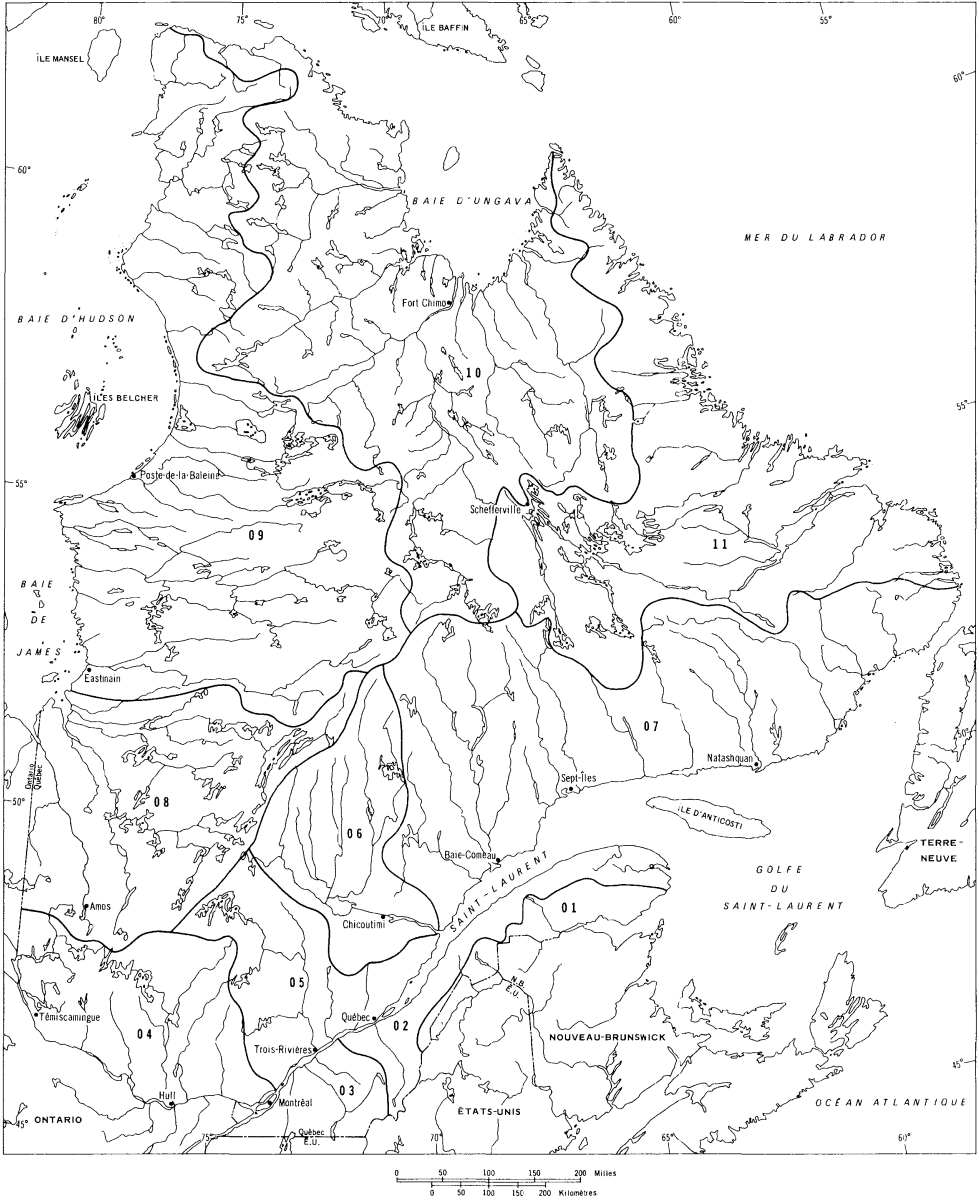 80°
75°
70°
65°
60°
55°
ÎLE BAFFIN
ÎLE MANSEL
60°
60°
BAIE D'UNGAVA
MER DU LABRADOR
Fort Chimo
BAIE D'HUDSON
10
ÎLES BELCHER
55°
Poste-de-la-Baleine
55°
Schefferville
09
11
BAIE
DE
JAMES
Eastmain
07
Natashquan
50°
Ontario
Québec
Sept-Îles
50°
08
ÎLE D'ANTICOSTI
06
Baie-Comeau
TERRE-
NEUVE
SAINT-LAURENT
GOLFE
DU
SAINT-LAURENT
Amos
01
Chicoutimi
05
N.B.
E.U.
Témiscamingue
Québec
02
04
NOUVEAU-BRUNSWICK
Trois-Rivières
45°
03
Hull
Montréal
ÉTATS-UNIS
OCÉAN ATLANTIQUE
ONTARIO
45°
75°
Québec
E.U.
70°
65°
60°
0 50 100 150 200 Milles
0 50 100 150 200 Kilomètres